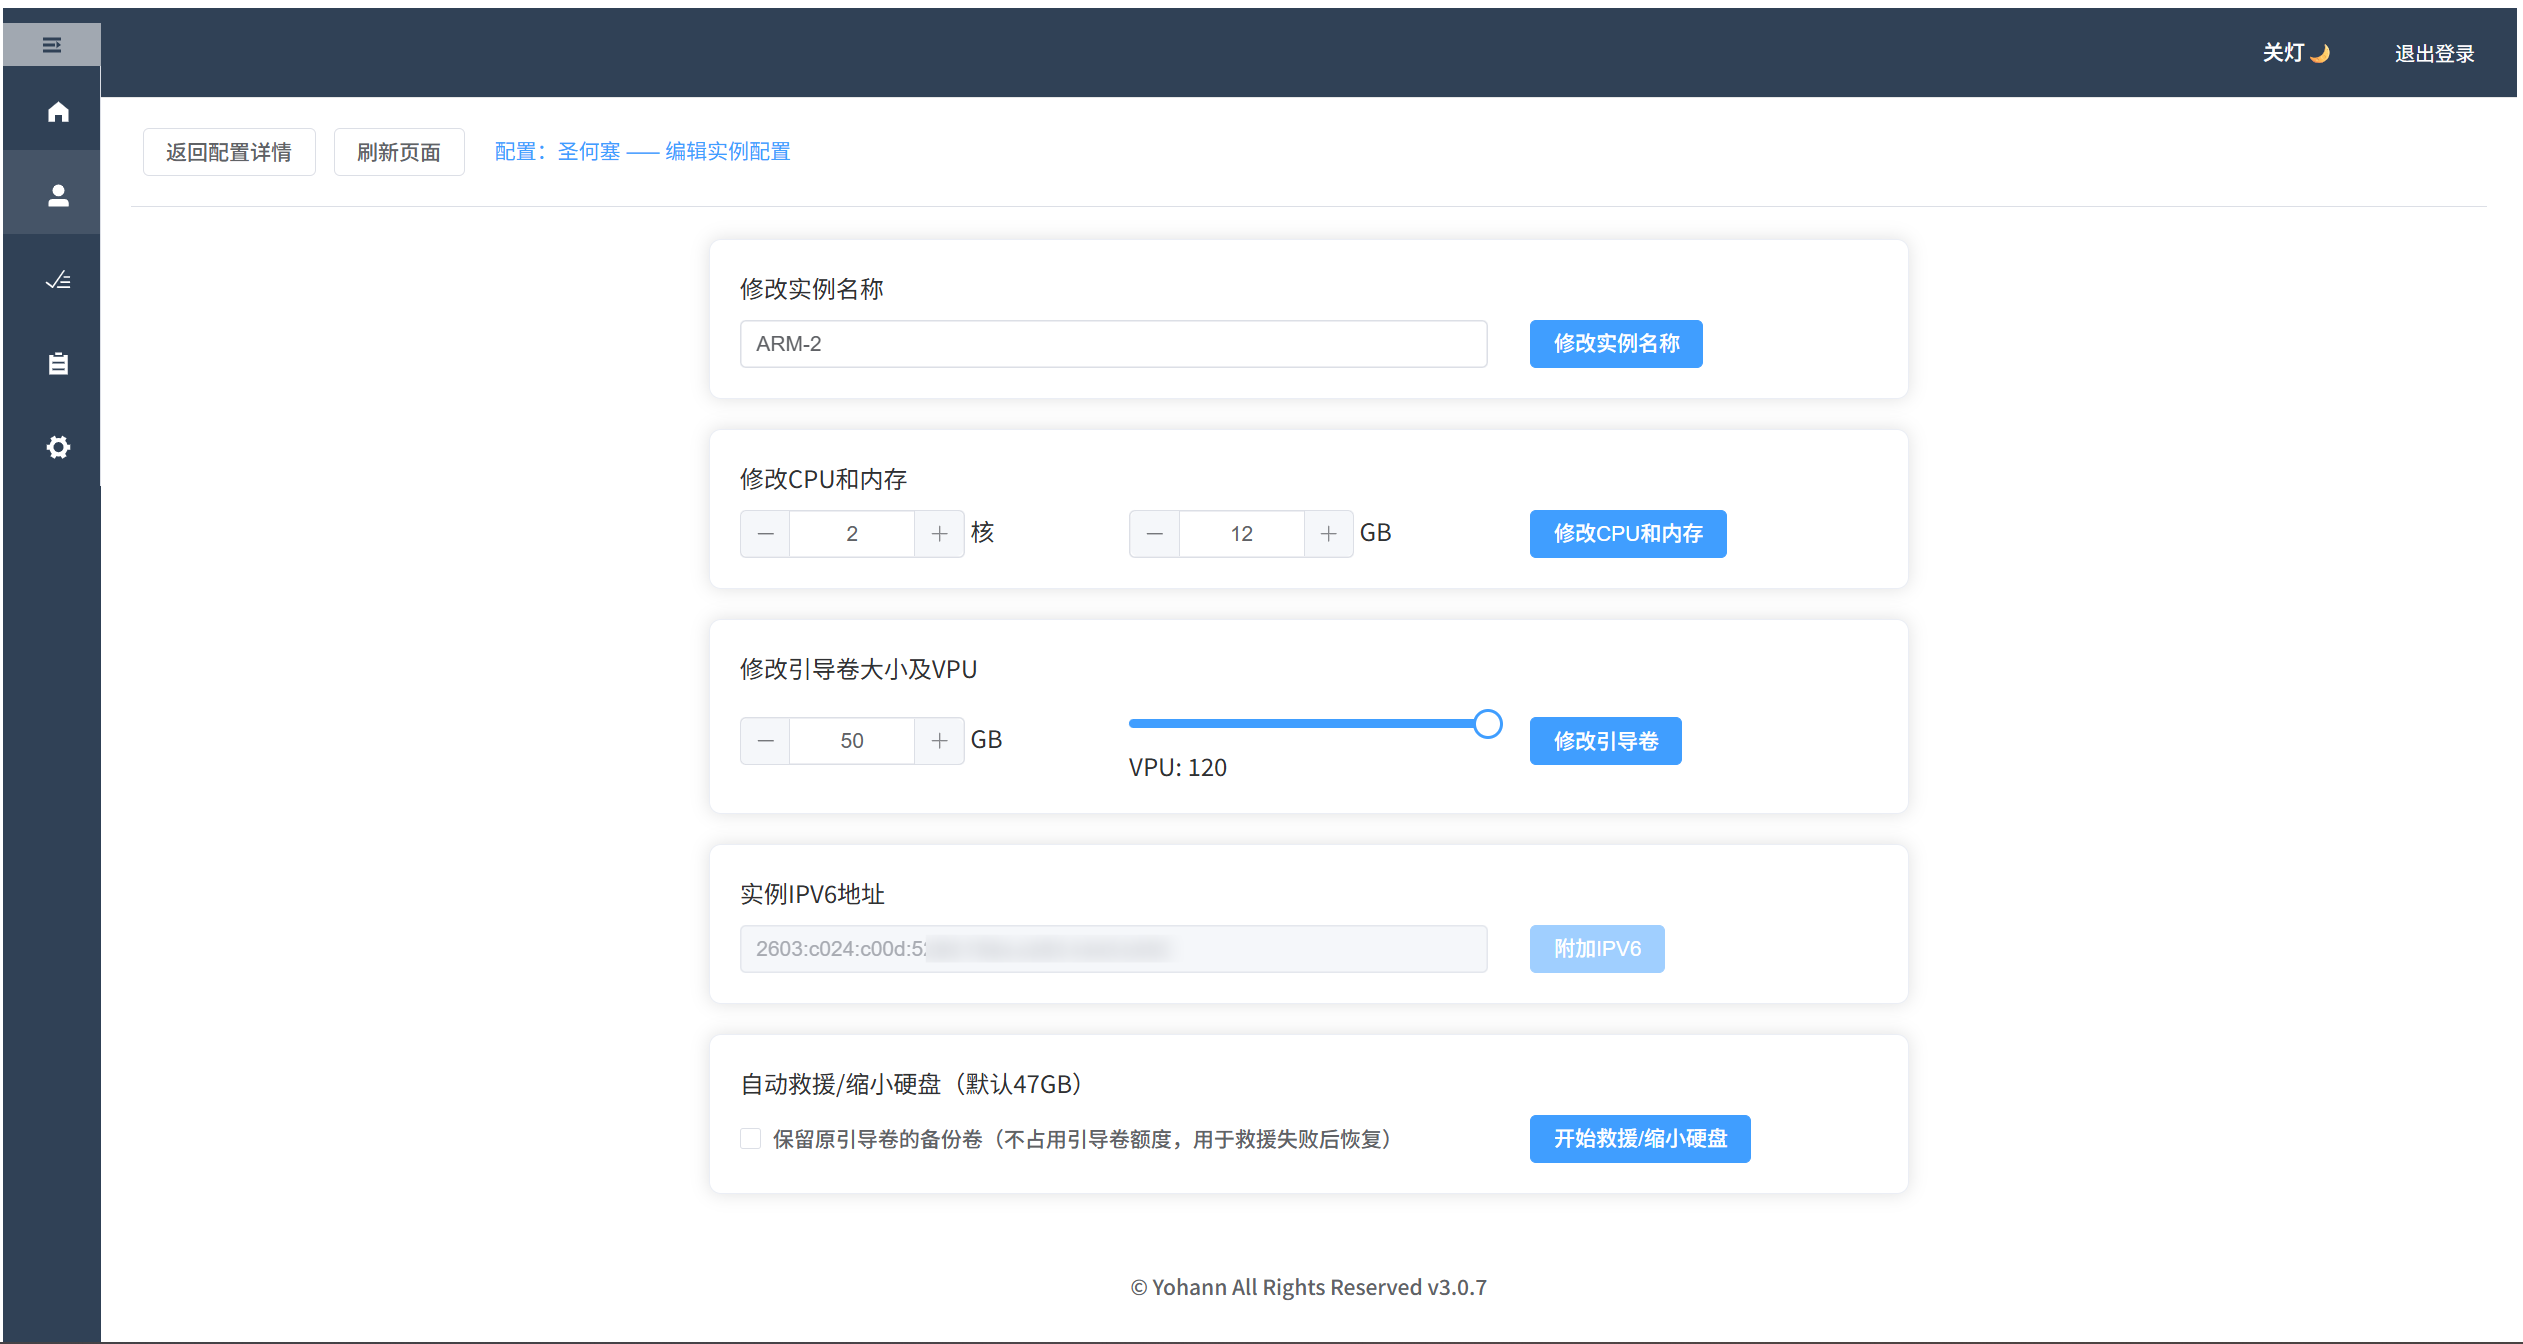 关灯🌙 退出登录
返回配置详情 刷新页面 配置：圣何塞 —— 编辑实例配置
修改实例名称
ARM-2 修改实例名称
修改CPU和内存
2 核 12 GB 修改CPU和内存
修改引导卷大小及VPU
50 GB 修改引导卷
VPU: 120
实例IPV6地址
2603:c024:c00d: 附加IPV6
自动救援/缩小硬盘（默认47GB）
保留原引导卷的备份卷（不占用引导卷额度，用于救援失败后恢复） 开始救援/缩小硬盘
© Yohann All Rights Reserved v3.0.7